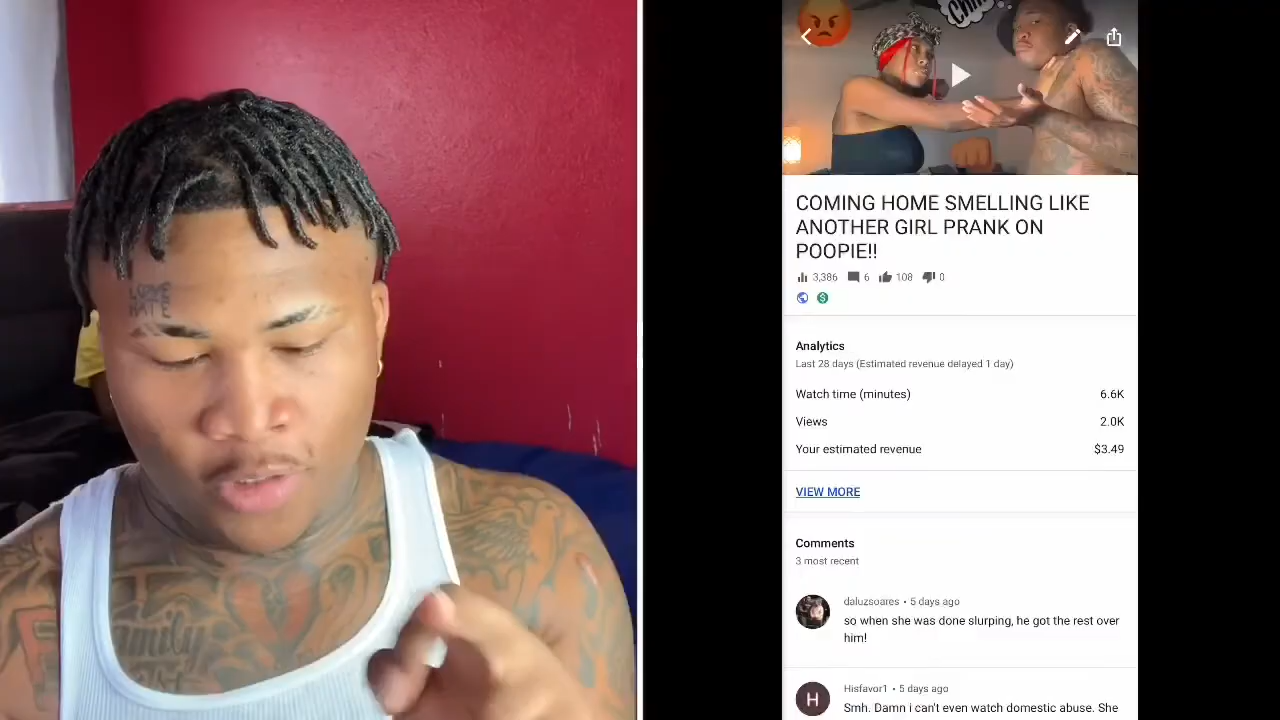 LOVE
HATE
Family
COMING HOME SMELLING LIKE
ANOTHER GIRL PRANK ON
POOPIE!!
3,386 6 108 0
Analytics
Last 28 days (Estimated revenue delayed 1 day)
Watch time (minutes) 6.6K
Views 2.0K
Your estimated revenue $3.49
VIEW MORE
Comments
3 most recent
daluzsoares • 5 days ago
so when she was done slurping, he got the rest over
him!
H
Hisfavor1 • 5 days ago
Smh. Damn i can't even watch domestic abuse. She